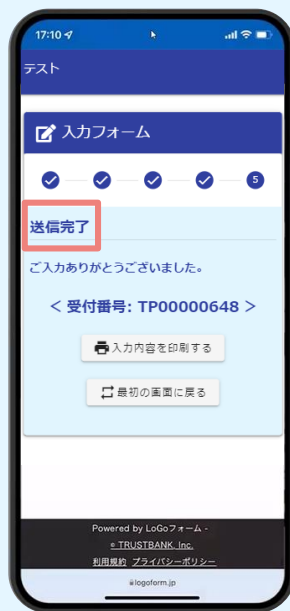 17:10
テスト
入力フォーム
5
送信完了
ご入力ありがとうございました。
< 受付番号: TP00000648 >
入力内容を印刷する
最初の画面に戻る
Powered by LoGoフォーム -
© TRUSTBANK, Inc.
利用規約 プライバシーポリシー
logoform.jp